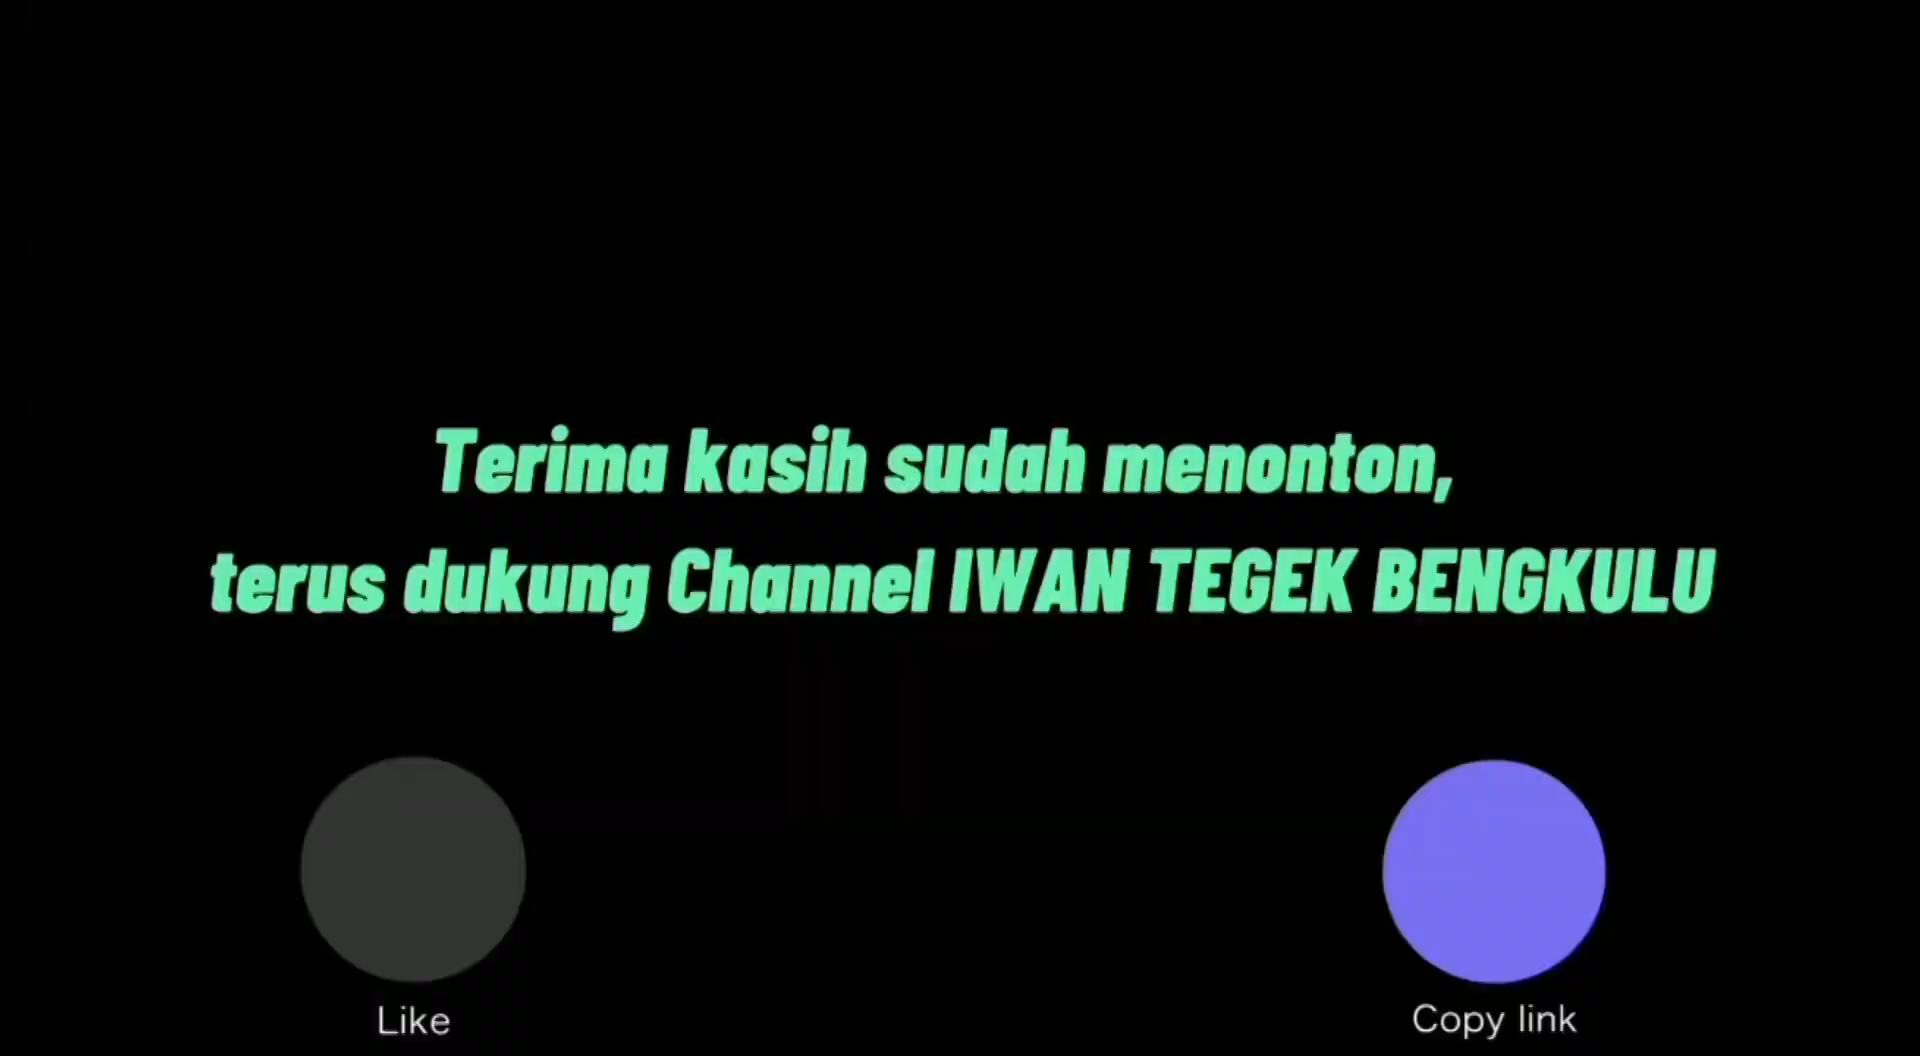 Terima kasih sudah menonton,
terus dukung Channel IWAN TEGEK BENGKULU
Like
Copy link